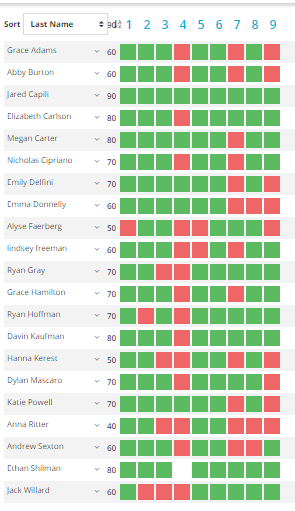 Sort Last Name 90 1 2 3 4 5 6 7 8 9
Grace Adams 60
Abby Burton 60
Jared Capili 90
Elizabeth Carlson 80
Megan Carter 80
Nicholas Cipriano 70
Emily Delfini 70
Emma Donnelly 60
Alyse Faerberg 50
lindsey freeman 60
Ryan Gray 70
Grace Hamilton 70
Ryan Hoffman 70
Davin Kaufman 80
Hanna Kerest 50
Dylan Mascaro 70
Katie Powell 70
Anna Ritter 40
Andrew Sexton 60
Ethan Shilman 80
Jack Willard 60